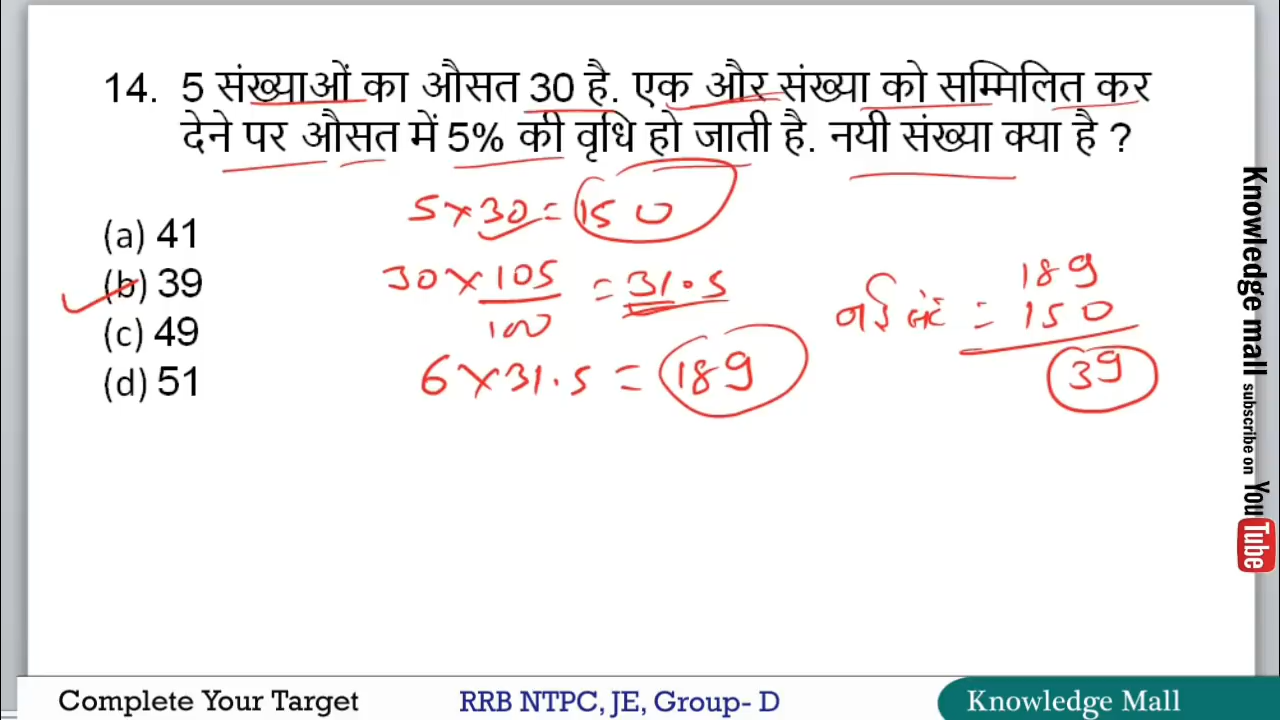 14. 5 संख्याओं का औसत 30 है. एक और संख्या को सम्मिलित कर
देने पर औसत में 5% की वृधि हो जाती है. नयी संख्या क्या है ?
5 × 30 = 150
(a) 41
(b) 39
(c) 49
(d) 51
30 × 105/100 = 31.5
6 × 31.5 = 189
189
नई सं = 150
39
Knowledge mall subscribe on YouTube
Complete Your Target
RRB NTPC, JE, Group- D
Knowledge Mall